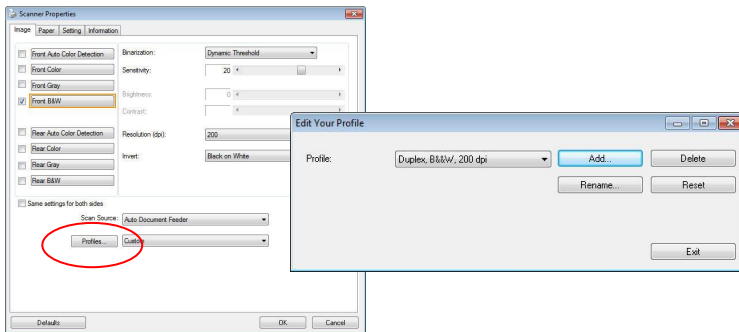 Scanner Properties
Image Paper Setting Information
Front Auto Color Detection
Front Color
Front Gray
Front B&W
Rear Auto Color Detection
Rear Color
Rear Gray
Rear B&W
Binarization: Dynamic Threshold
Sensitivity: 20
Brightness: 0
Contrast:
Resolution (dpi): 200
Invert: Black on White
Same settings for both sides
Scan Source: Auto Document Feeder
Profiles... Custom
Defaults OK Cancel
Edit Your Profile
Profile: Duplex, B&W, 200 dpi Add... Delete
Rename... Reset
Exit